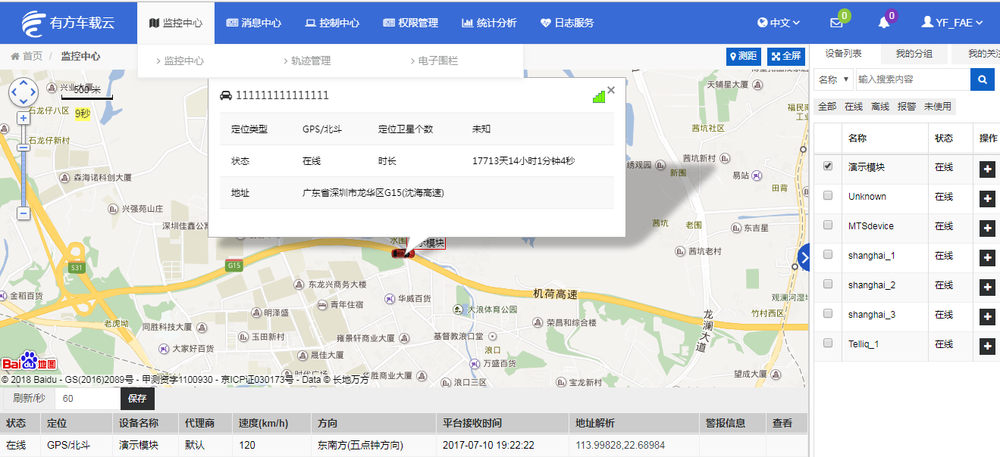 有方车载云 监控中心 消息中心 控制中心 权限管理 统计分析 日志服务 中文 0 0 YF_FAE
首页 / 监控中心
监控中心 轨迹管理 电子围栏
测距 全屏
设备列表 我的分组 我的关注
名称 输入搜索内容
全部 在线 离线 报警 未使用
名称 状态 操作
演示模块 在线
Unknown 在线
MTSdevice 在线
shanghai_1 在线
shanghai_2 在线
shanghai_3 在线
Telliq_1 在线
111111111111111
定位类型 GPS/北斗 定位卫星个数 未知
状态 在线 时长 17713天14小时1分钟4秒
地址 广东省深圳市龙华区G15(沈海高速)
500 米
9秒
兴业大厦
石龙仔八区
石龙仔新村
森海诺科创大厦
兴强苑山庄
深圳佳鑫公寓
天辅星大厦
福民南
工业
茜坑社区
茜坑新村
绣观园
新围
易站
田背
茜坑
老围
东吉星
茜坑老村
水围
示模块
S31
G15
金稻百货
东龙兴商务大楼
青年住宿
华威百货
机荷高速
大浪体育公园
观澜河湿地
竹村西区
老虎坳
明泽盛
同胜科技大厦
玉田新村
雍景轩商业大厦
基督教浪口堂
荣昌和综合楼
龙澜大道
大家好百货
晟佳大厦
浪口
万盛百货
时代广场
华胜商业大厦
浪口三区
宝龙新村
望成大厦
Bai du 地图
© 2018 Baidu - GS(2016)2089号 - 甲测资字1100930 - 京ICP证030173号 - Data © 长地万方
刷新/秒 60 保存
状态 定位 设备名称 代理商 速度(km/h) 方向 平台接收时间 地址解析 警报信息 查看
在线 GPS/北斗 演示模块 默认 120 东南方(五点钟方向) 2017-07-10 19:22:22 113.99828,22.68984